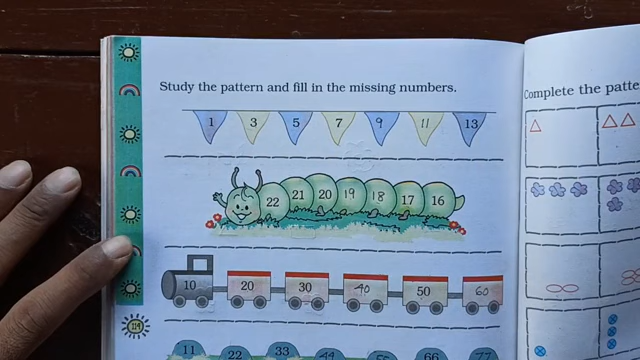 Study the pattern and fill in the missing numbers.
1 3 5 7 9 11 13
22 21 20 19 18 17 16
10 20 30 40 50 60
11 22 33 44 55 66 77
114
Complete the patte